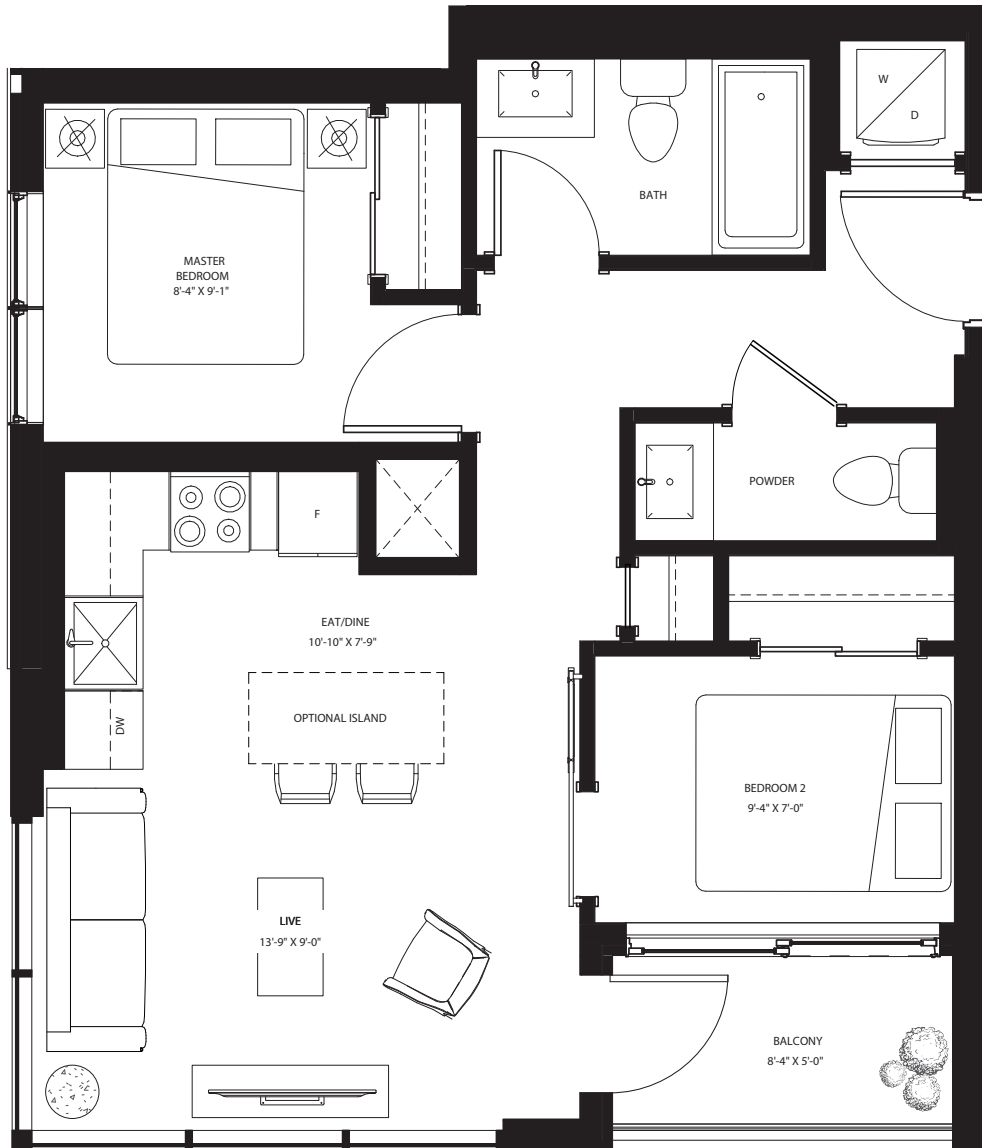 W
D
BATH
MASTER
BEDROOM
8'-4" X 9'-1"
POWDER
F
EAT/DINE
10'-10" X 7'-9"
OPTIONAL ISLAND
DW
BEDROOM 2
9'-4" X 7'-0"
LIVE
13'-9" X 9'-0"
BALCONY
8'-4" X 5'-0"